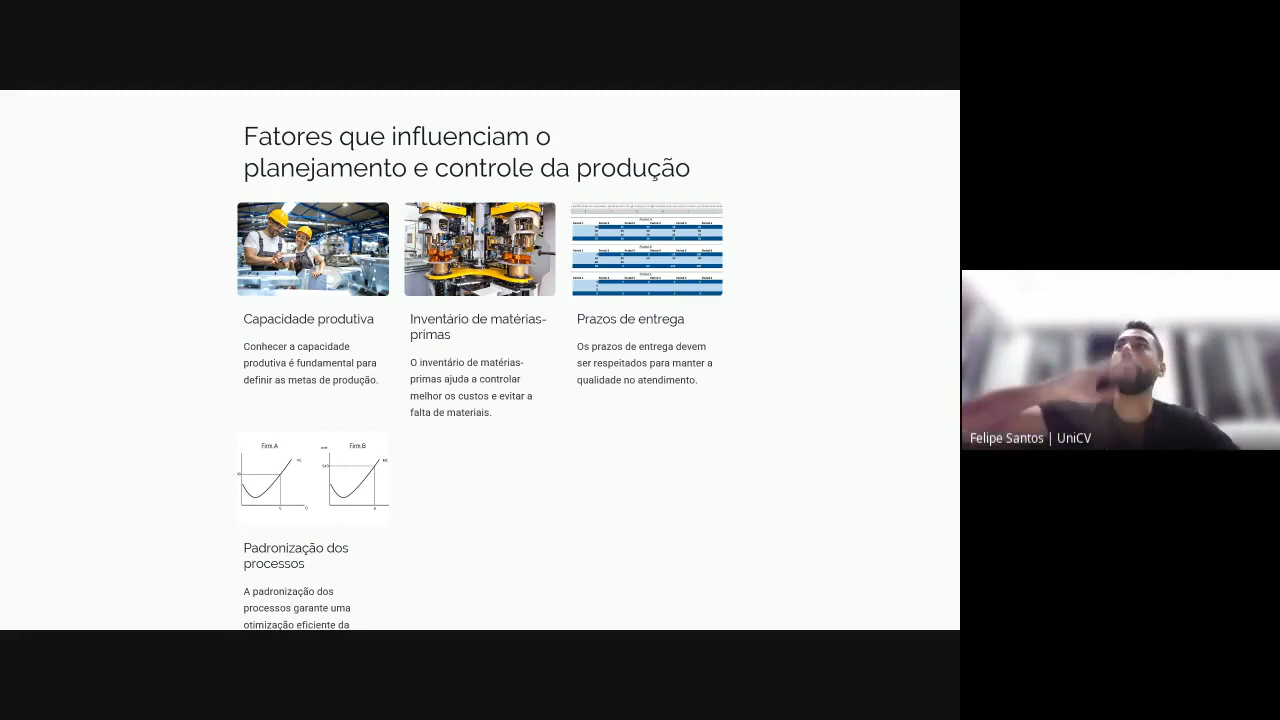 Fatores que influenciam o
planejamento e controle da produção
Capacidade produtiva
Conhecer a capacidade
produtiva é fundamental para
definir as metas de produção.
Inventário de matérias-
primas
O inventário de matérias-
primas ajuda a controlar
melhor os custos e evitar a
falta de materiais.
Prazos de entrega
Os prazos de entrega devem
ser respeitados para manter a
qualidade no atendimento.
Firm A
Firm B
Padronização dos
processos
A padronização dos
processos garante uma
otimização eficiente da
Felipe Santos | UniCV